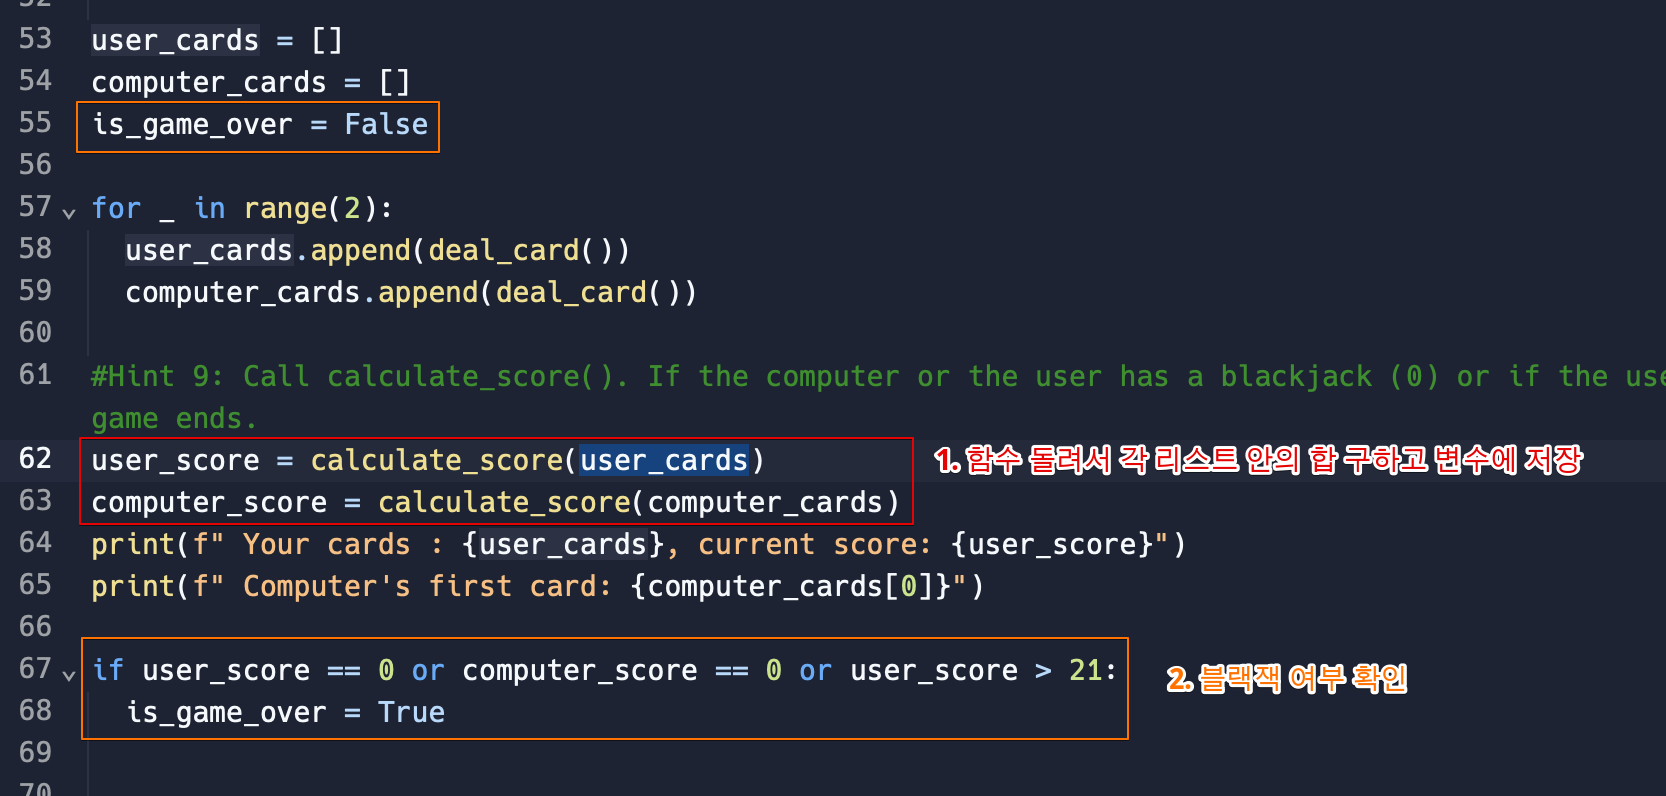 52
53 user_cards = []
54 computer_cards = []
55 is_game_over = False
56
57 for _ in range(2):
58 user_cards.append(deal_card())
59 computer_cards.append(deal_card())
60
61 #Hint 9: Call calculate_score(). If the computer or the user has a blackjack (0) or if the use
game ends.
62 user_score = calculate_score(user_cards) 1. 함수 돌려서 각 리스트 안의 합 구하고 변수에 저장
63 computer_score = calculate_score(computer_cards)
64 print(f" Your cards : {user_cards}, current score: {user_score}")
65 print(f" Computer's first card: {computer_cards[0]}")
66
67 if user_score == 0 or computer_score == 0 or user_score > 21: 2. 블랙잭 여부 확인
68 is_game_over = True
69
70